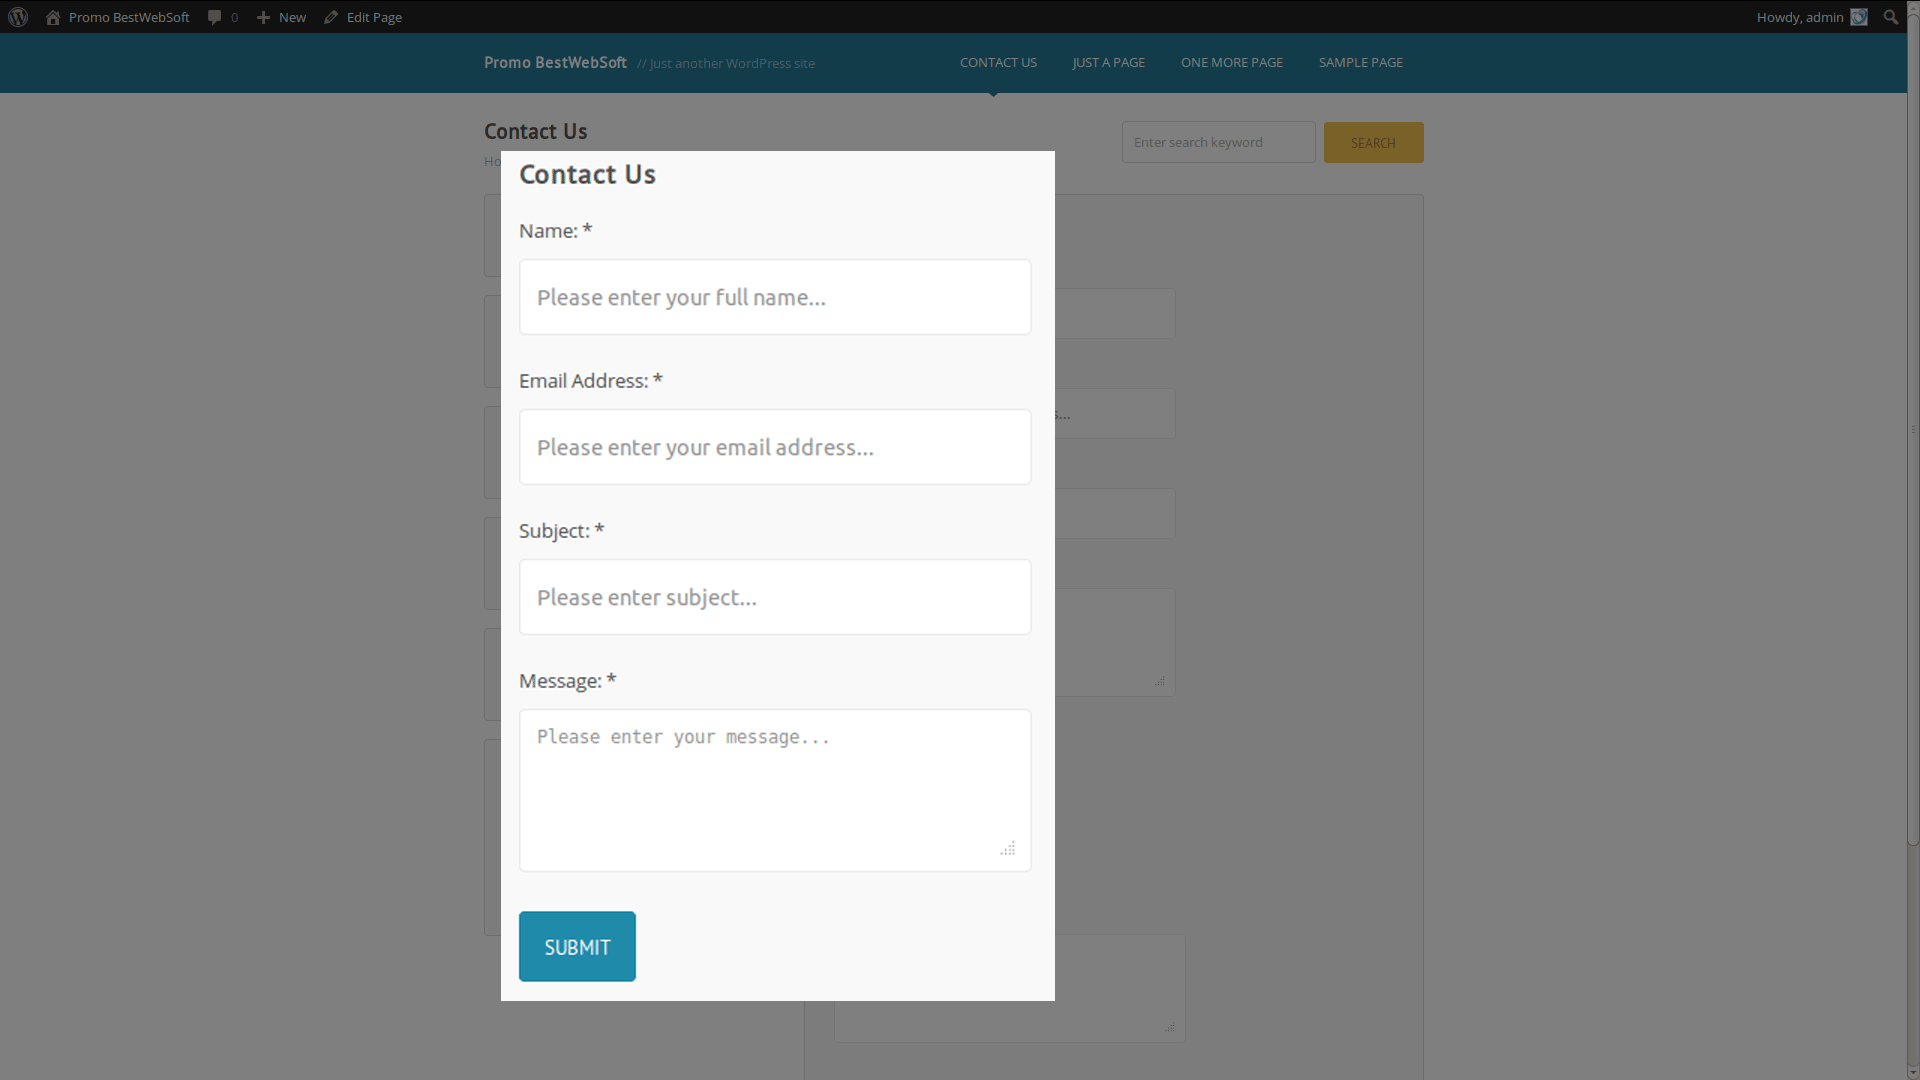 Promo BestWebSoft 0 New Edit Page Howdy, admin
Promo BestWebSoft // Just another WordPress site CONTACT US JUST A PAGE ONE MORE PAGE SAMPLE PAGE
Contact Us
Enter search keyword SEARCH
Contact Us
Name: *
Please enter your full name...
Email Address: *
Please enter your email address...
Subject: *
Please enter subject...
Message: *
Please enter your message...
SUBMIT